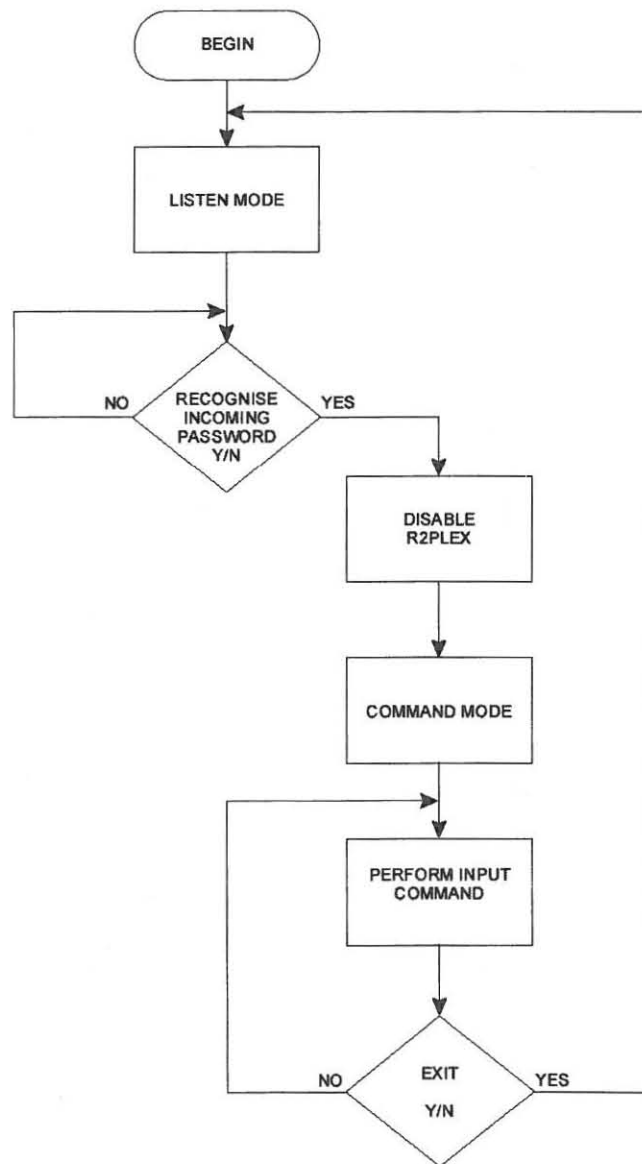 BEGIN
LISTEN MODE
RECOGNISE
INCOMING
PASSWORD
Y/N
NO
YES
DISABLE
R2PLEX
COMMAND MODE
PERFORM INPUT
COMMAND
EXIT
Y/N
NO
YES